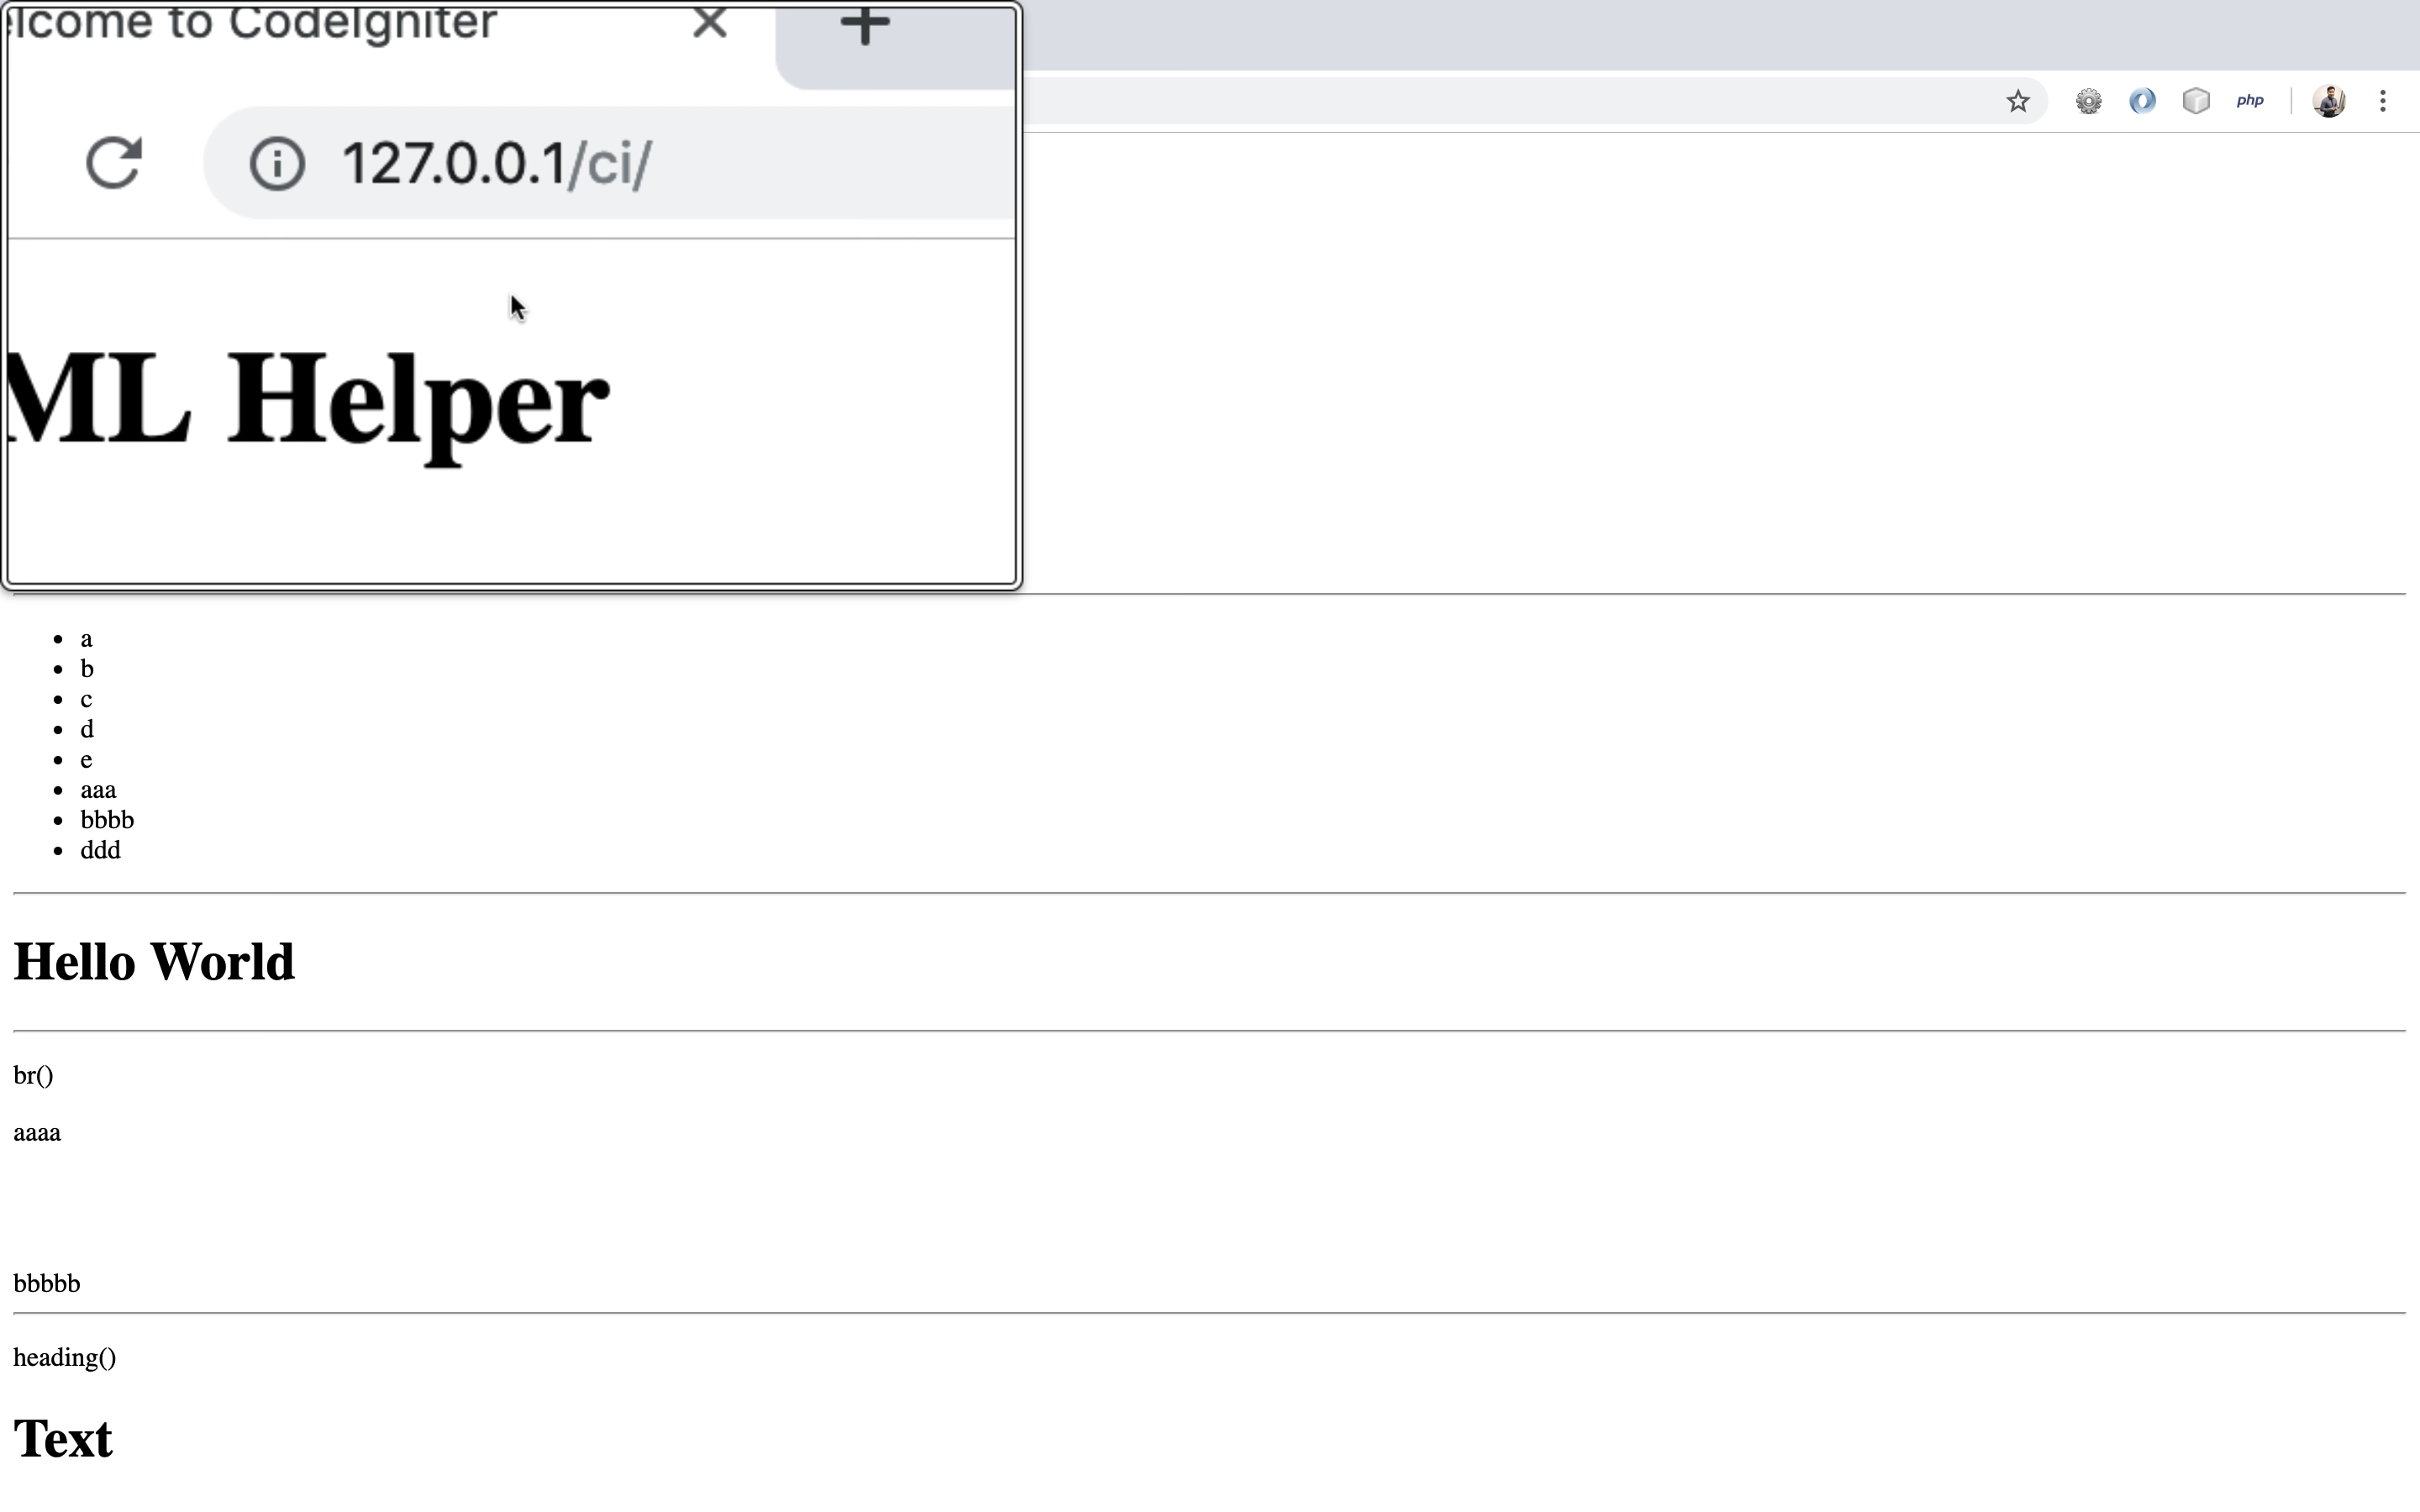 lcome to CodeIgniter
127.0.0.1/ci/
php
ML Helper
a
b
c
d
e
aaa
bbbb
ddd
Hello World
br()
aaaa
bbbbb
heading()
Text